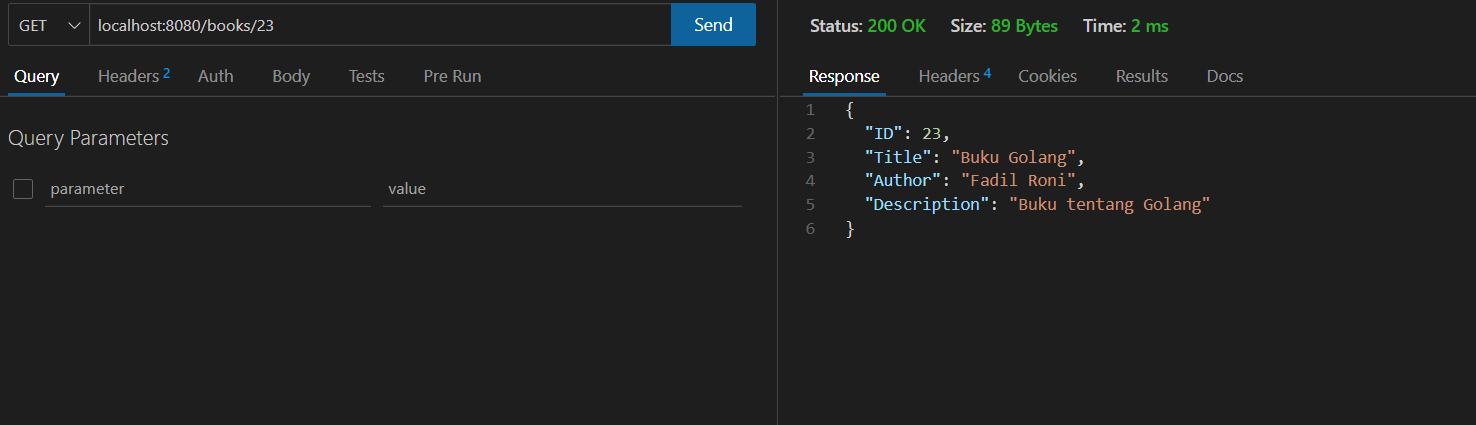 GET localhost:8080/books/23 Send
Query Headers 2 Auth Body Tests Pre Run
Query Parameters
parameter value
Status: 200 OK Size: 89 Bytes Time: 2 ms
Response Headers 4 Cookies Results Docs
1 {
2 "ID": 23,
3 "Title": "Buku Golang",
4 "Author": "Fadil Roni",
5 "Description": "Buku tentang Golang"
6 }